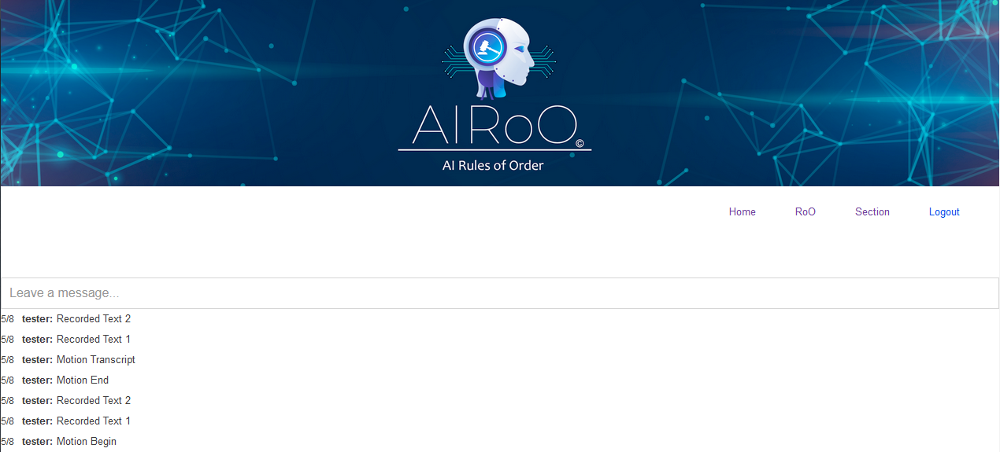 AIRoO©
AI Rules of Order
Home RoO Section Logout
Leave a message...
5/8 tester: Recorded Text 2
5/8 tester: Recorded Text 1
5/8 tester: Motion Transcript
5/8 tester: Motion End
5/8 tester: Recorded Text 2
5/8 tester: Recorded Text 1
5/8 tester: Motion Begin